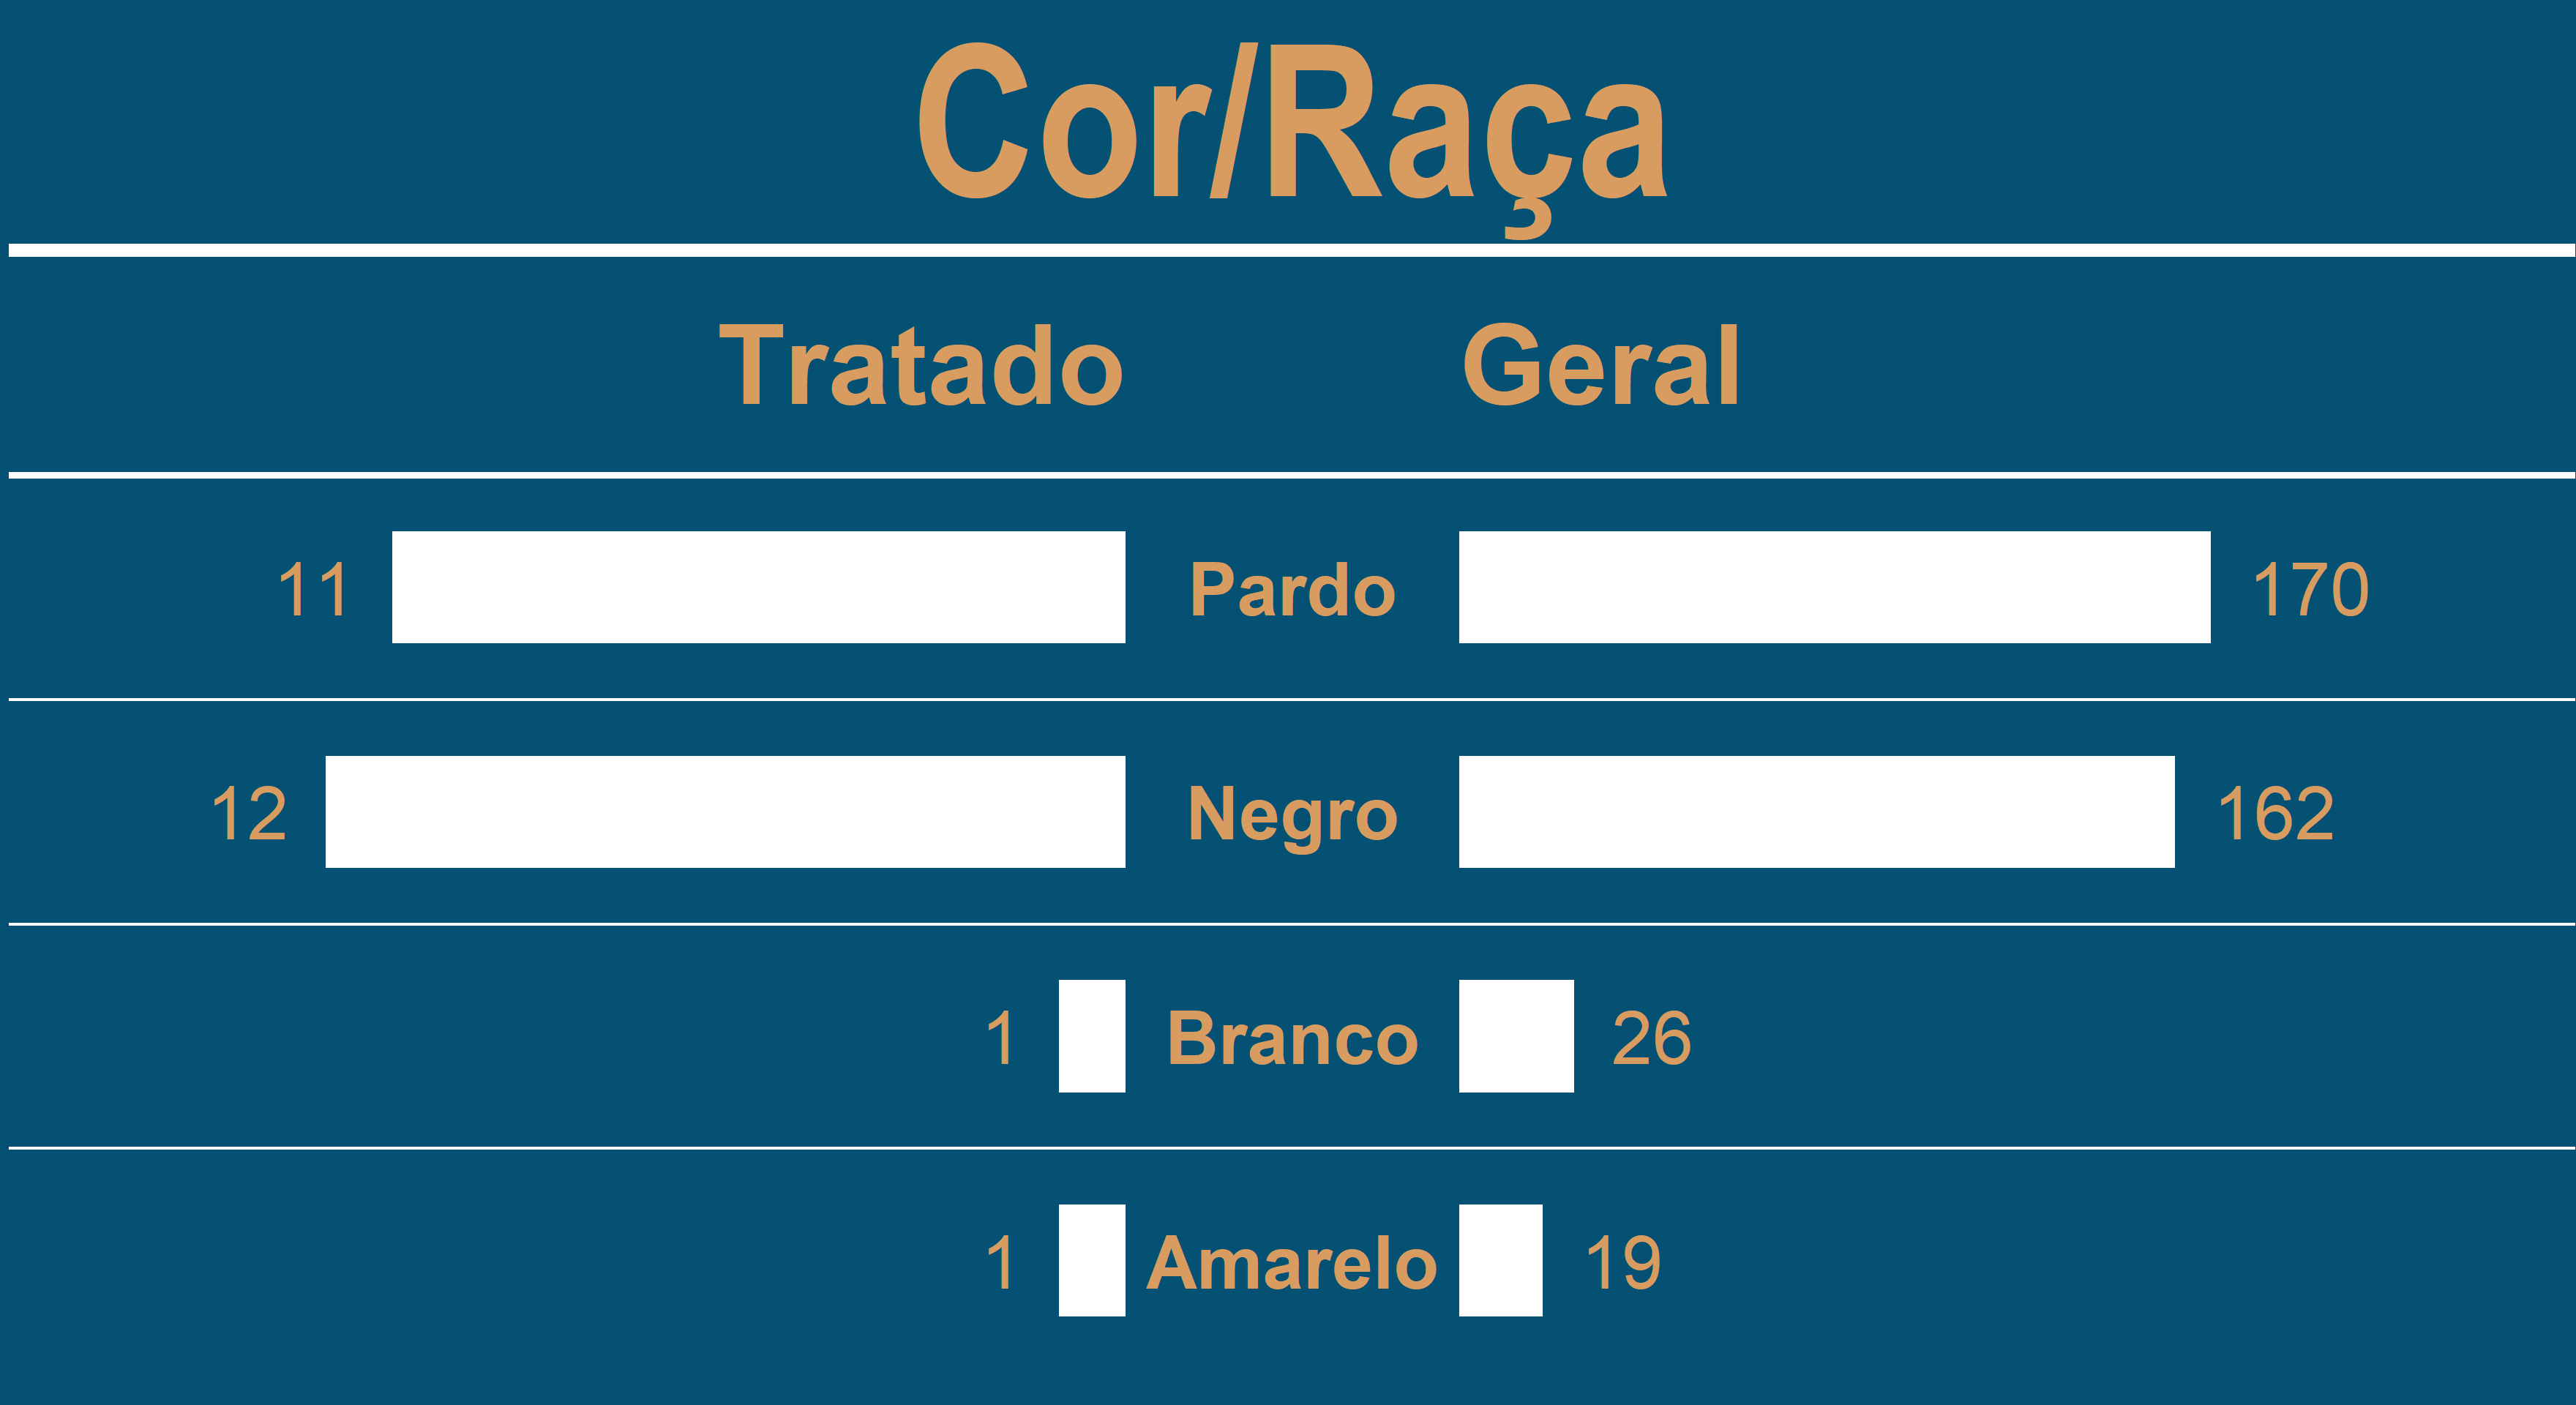 Cor/Raça
Tratado Geral
11 Pardo 170
12 Negro 162
1 Branco 26
1 Amarelo 19